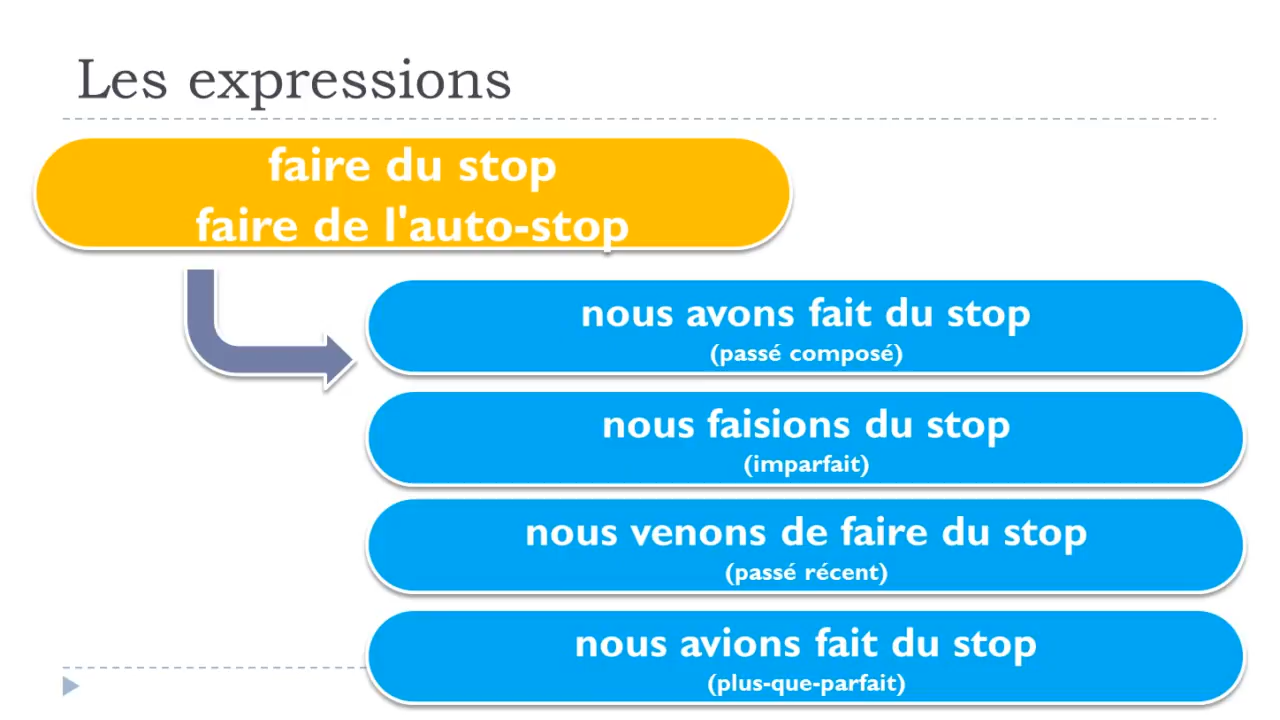 Les expressions
faire du stop
faire de l'auto-stop
nous avons fait du stop
(passé composé)
nous faisions du stop
(imparfait)
nous venons de faire du stop
(passé récent)
nous avions fait du stop
(plus-que-parfait)